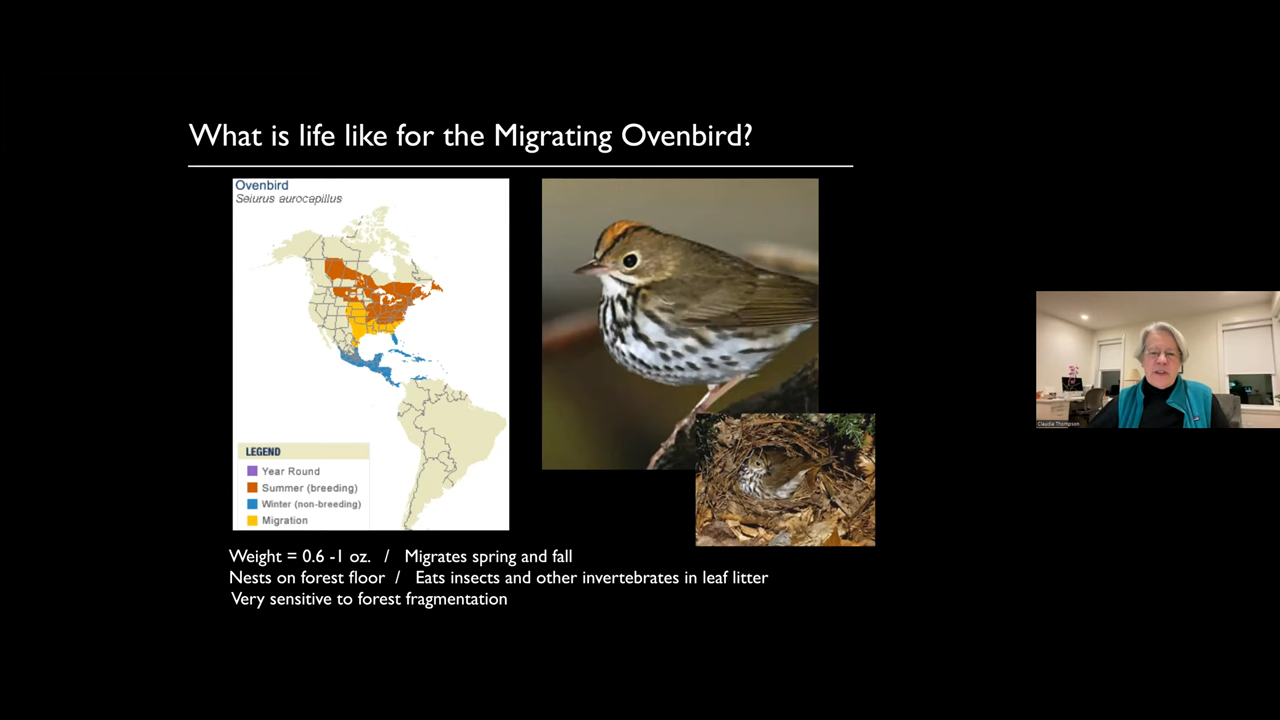 What is life like for the Migrating Ovenbird?
Ovenbird
Seiurus aurocapillus
LEGEND
Year Round
Summer (breeding)
Winter (non-breeding)
Migration
Weight = 0.6 -1 oz. / Migrates spring and fall
Nests on forest floor / Eats insects and other invertebrates in leaf litter
Very sensitive to forest fragmentation
Claudia Thompson